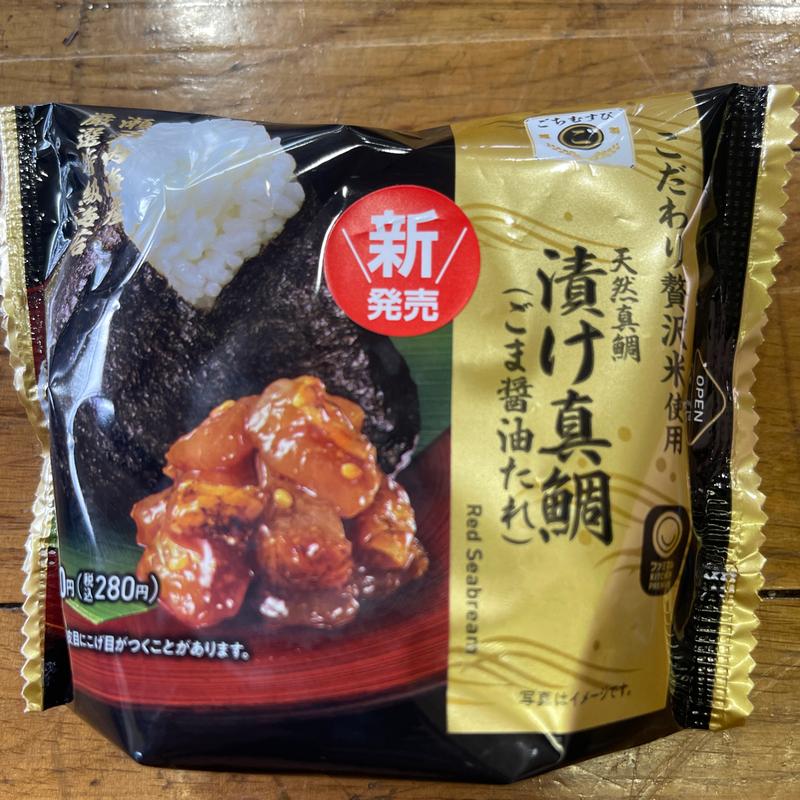 ごちむすび
ご
こだわり贅沢米使用
天然真鯛
漬け真鯛
(ごま醤油たれ)
Red Seabream
OPEN
新
発売
0円(税込280円)
にこげ目がつくことがあります。
写真はイメージです。